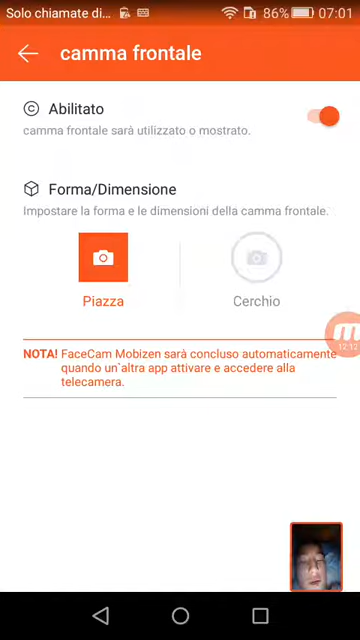 Solo chiamate di... 86% 07:01
camma frontale
Abilitato
camma frontale sarà utilizzato o mostrato.
Forma/Dimensione
Impostare la forma e le dimensioni della camma frontale.
Piazza Cerchio
12:12
NOTA! FaceCam Mobizen sarà concluso automaticamente
quando un`altra app attivare e accedere alla
telecamera.